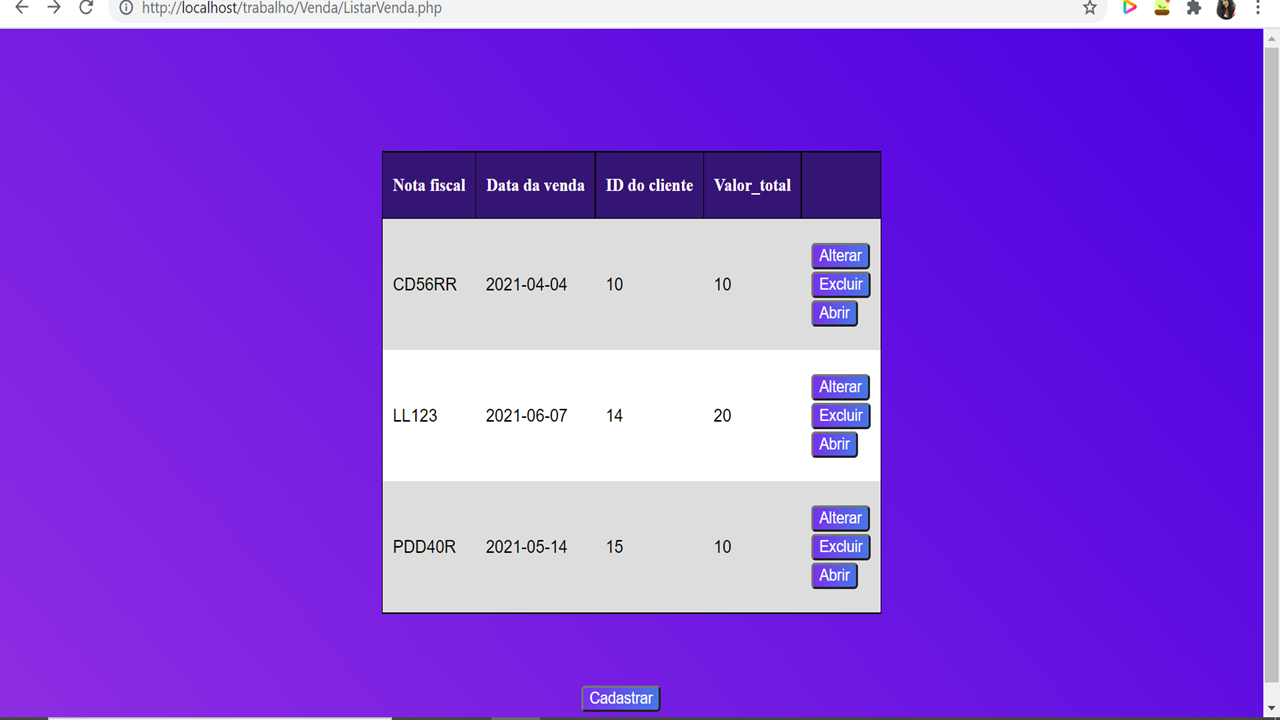 http://localhost/trabalho/Venda/ListarVenda.php
Nota fiscal Data da venda ID do cliente Valor_total
Alterar
CD56RR 2021-04-04 10 10 Excluir
Abrir
Alterar
LL123 2021-06-07 14 20 Excluir
Abrir
Alterar
PDD40R 2021-05-14 15 10 Excluir
Abrir
Cadastrar